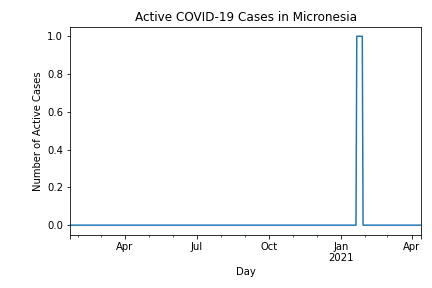 Active COVID-19 Cases in Micronesia
Number of Active Cases
1.0
0.8
0.6
0.4
0.2
0.0
Apr Jul Oct Jan Apr
2021
Day